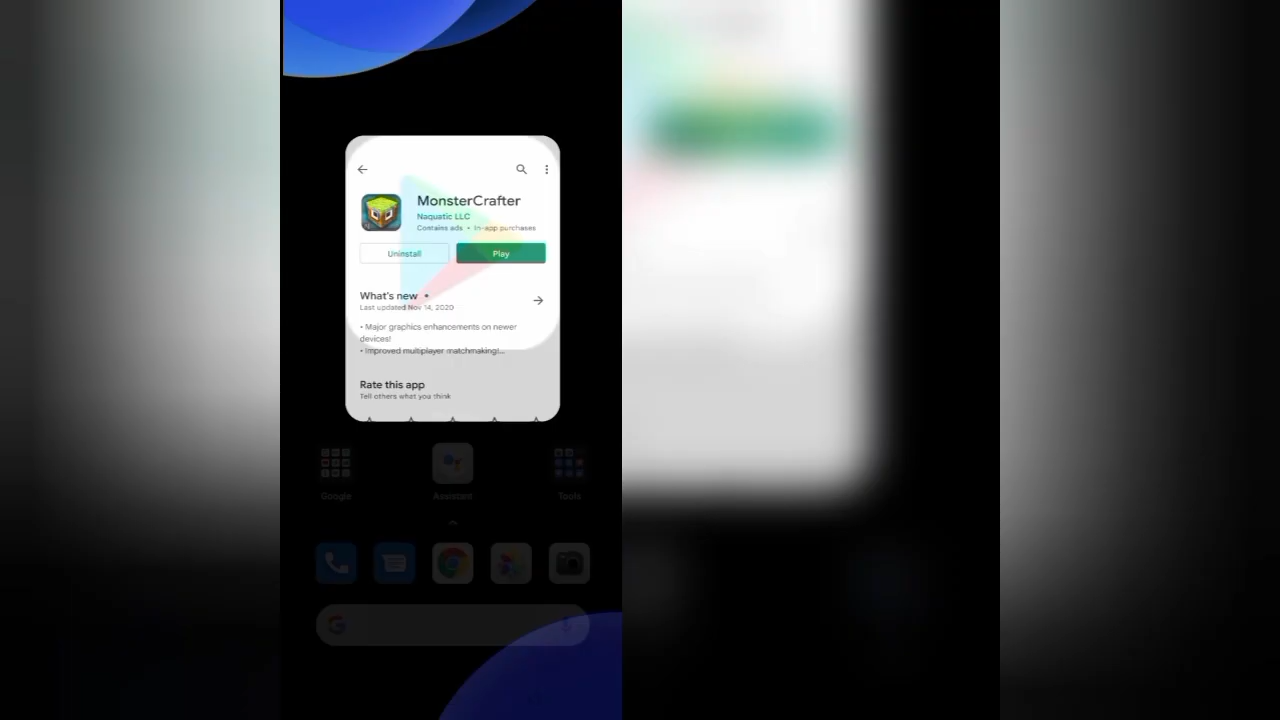 MonsterCrafter
Naquatic LLC
Contains ads • In-app purchases
Uninstall
Play
What's new •
Last updated Nov 14, 2020
• Major graphics enhancements on newer
devices!
• Improved multiplayer matchmaking!...
Rate this app
Tell others what you think
Google
Assistant
Tools